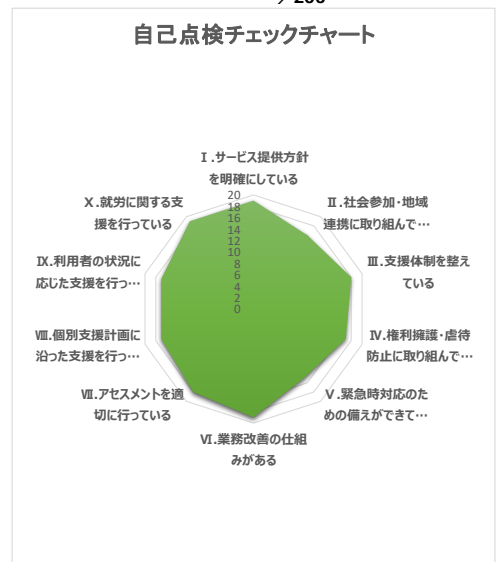 自己点検チェックチャート
Ⅰ.サービス提供方針
を明確にしている
Ⅱ.社会参加・地域
連携に取り組んで…
Ⅲ.支援体制を整え
ている
Ⅳ.権利擁護・虐待
防止に取り組んで…
Ⅴ.緊急時対応のた
めの備えができて…
Ⅵ.業務改善の仕組
みがある
Ⅶ.アセスメントを適
切に行っている
Ⅷ.個別支援計画に
沿った支援を行っ…
Ⅸ.利用者の状況に
応じた支援を行っ…
Ⅹ.就労に関する支
援を行っている
20
18
16
14
12
10
8
6
4
2
0